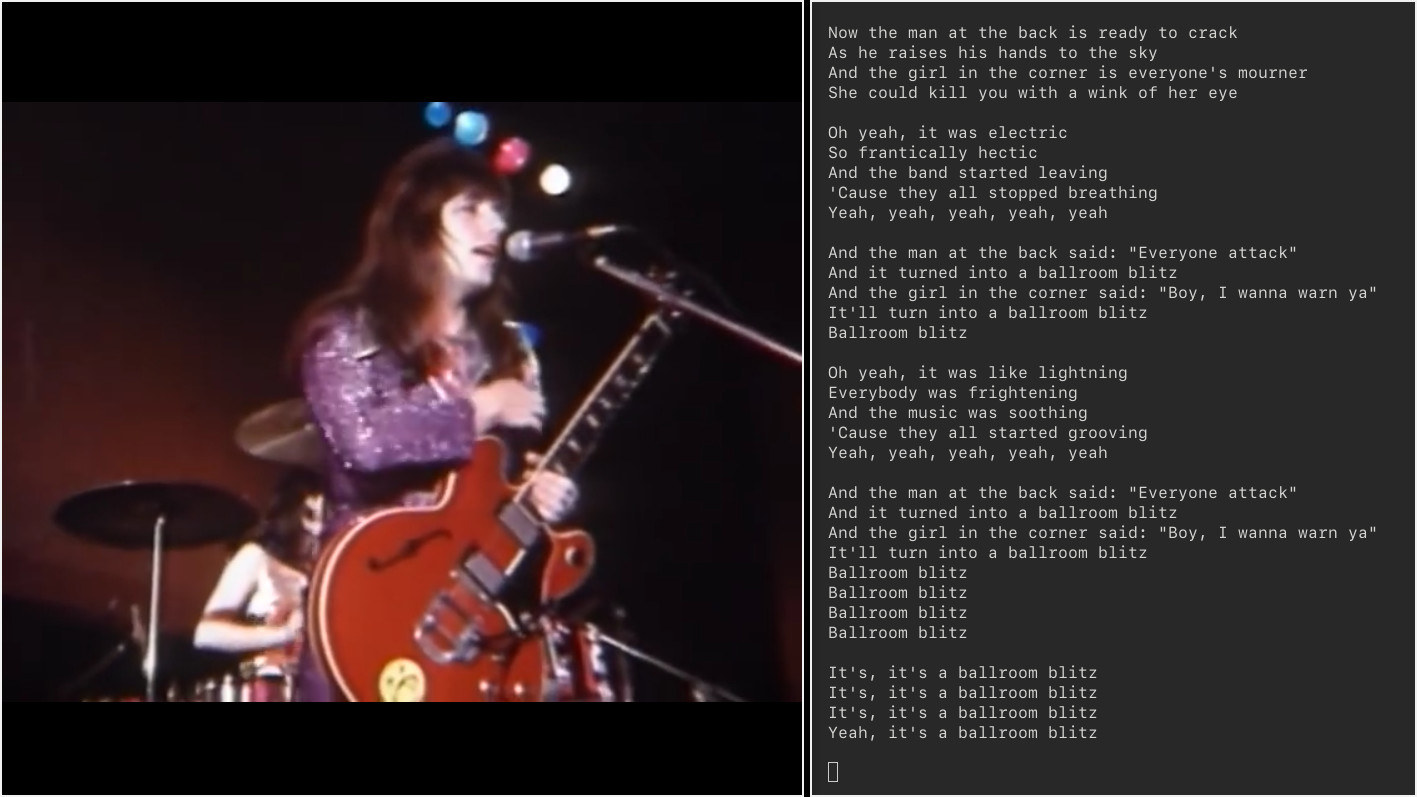 Now the man at the back is ready to crack
As he raises his hands to the sky
And the girl in the corner is everyone's mourner
She could kill you with a wink of her eye

Oh yeah, it was electric
So frantically hectic
And the band started leaving
'Cause they all stopped breathing
Yeah, yeah, yeah, yeah, yeah

And the man at the back said: "Everyone attack"
And it turned into a ballroom blitz
And the girl in the corner said: "Boy, I wanna warn ya"
It'll turn into a ballroom blitz
Ballroom blitz

Oh yeah, it was like lightning
Everybody was frightening
And the music was soothing
'Cause they all started grooving
Yeah, yeah, yeah, yeah, yeah

And the man at the back said: "Everyone attack"
And it turned into a ballroom blitz
And the girl in the corner said: "Boy, I wanna warn ya"
It'll turn into a ballroom blitz
Ballroom blitz
Ballroom blitz
Ballroom blitz
Ballroom blitz

It's, it's a ballroom blitz
It's, it's a ballroom blitz
It's, it's a ballroom blitz
Yeah, it's a ballroom blitz